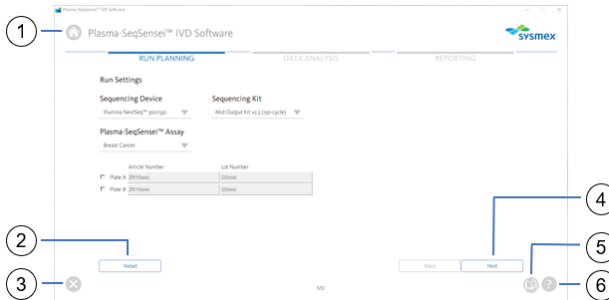 Plasma-SeqSensei™ IVD Software
1
Plasma-SeqSensei™ IVD Software
sysmex
RUN PLANNING DATA ANALYSIS REPORTING
Run Settings
Sequencing Device Sequencing Kit
Illumina NextSeq™ 500/550 Mid Output Kit v2.5 (150-cycle)
Plasma-SeqSensei™ Assay
Breast Cancer
Article Number Lot Number
Plate A
Plate B
4
2
5
Reset Back Next
3
6
IVD